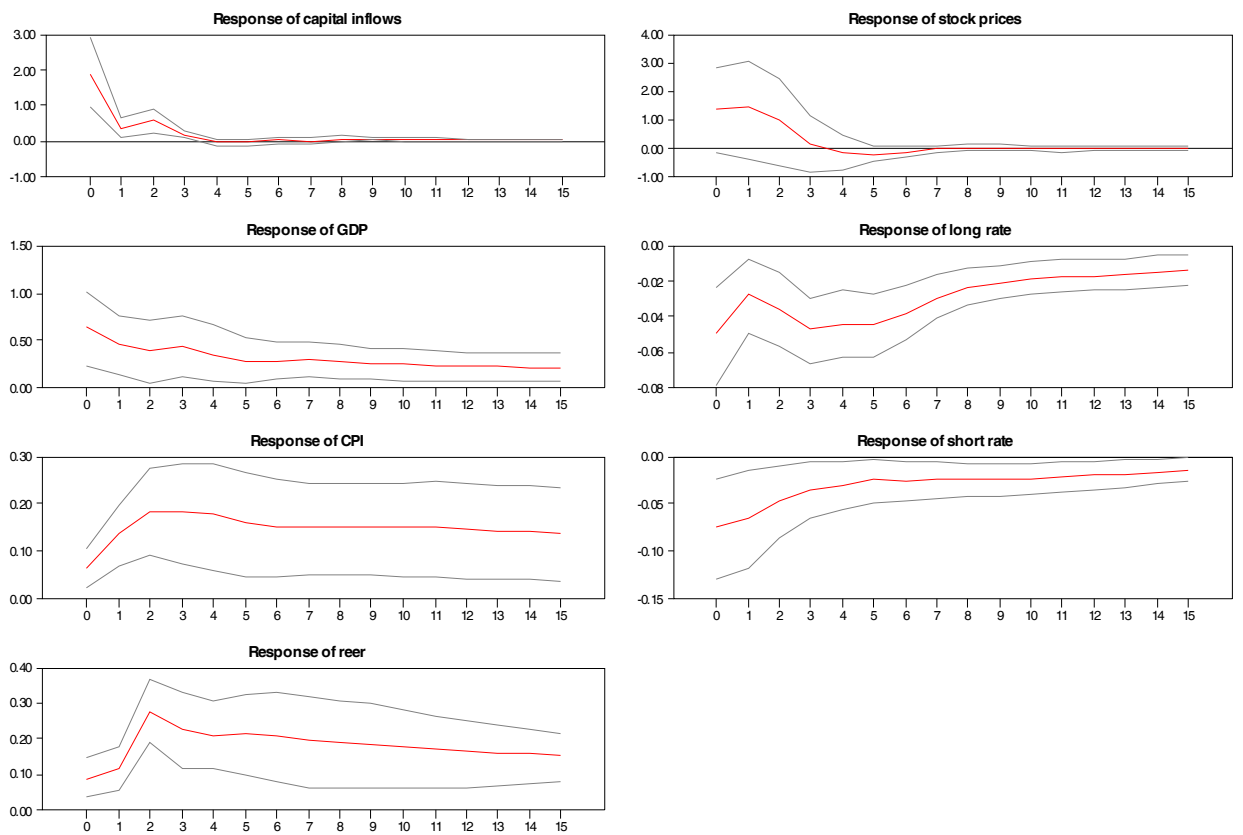 Response of capital inflows
3.00
2.00
1.00
0.00
-1.00
0 1 2 3 4 5 6 7 8 9 10 11 12 13 14 15
Response of stock prices
4.00
3.00
2.00
1.00
0.00
-1.00
0 1 2 3 4 5 6 7 8 9 10 11 12 13 14 15
Response of GDP
1.50
1.00
0.50
0.00
0 1 2 3 4 5 6 7 8 9 10 11 12 13 14 15
Response of long rate
0.00
-0.02
-0.04
-0.06
-0.08
0 1 2 3 4 5 6 7 8 9 10 11 12 13 14 15
Response of CPI
0.30
0.20
0.10
0.00
0 1 2 3 4 5 6 7 8 9 10 11 12 13 14 15
Response of short rate
0.00
-0.05
-0.10
-0.15
0 1 2 3 4 5 6 7 8 9 10 11 12 13 14 15
Response of reer
0.40
0.30
0.20
0.10
0.00
0 1 2 3 4 5 6 7 8 9 10 11 12 13 14 15